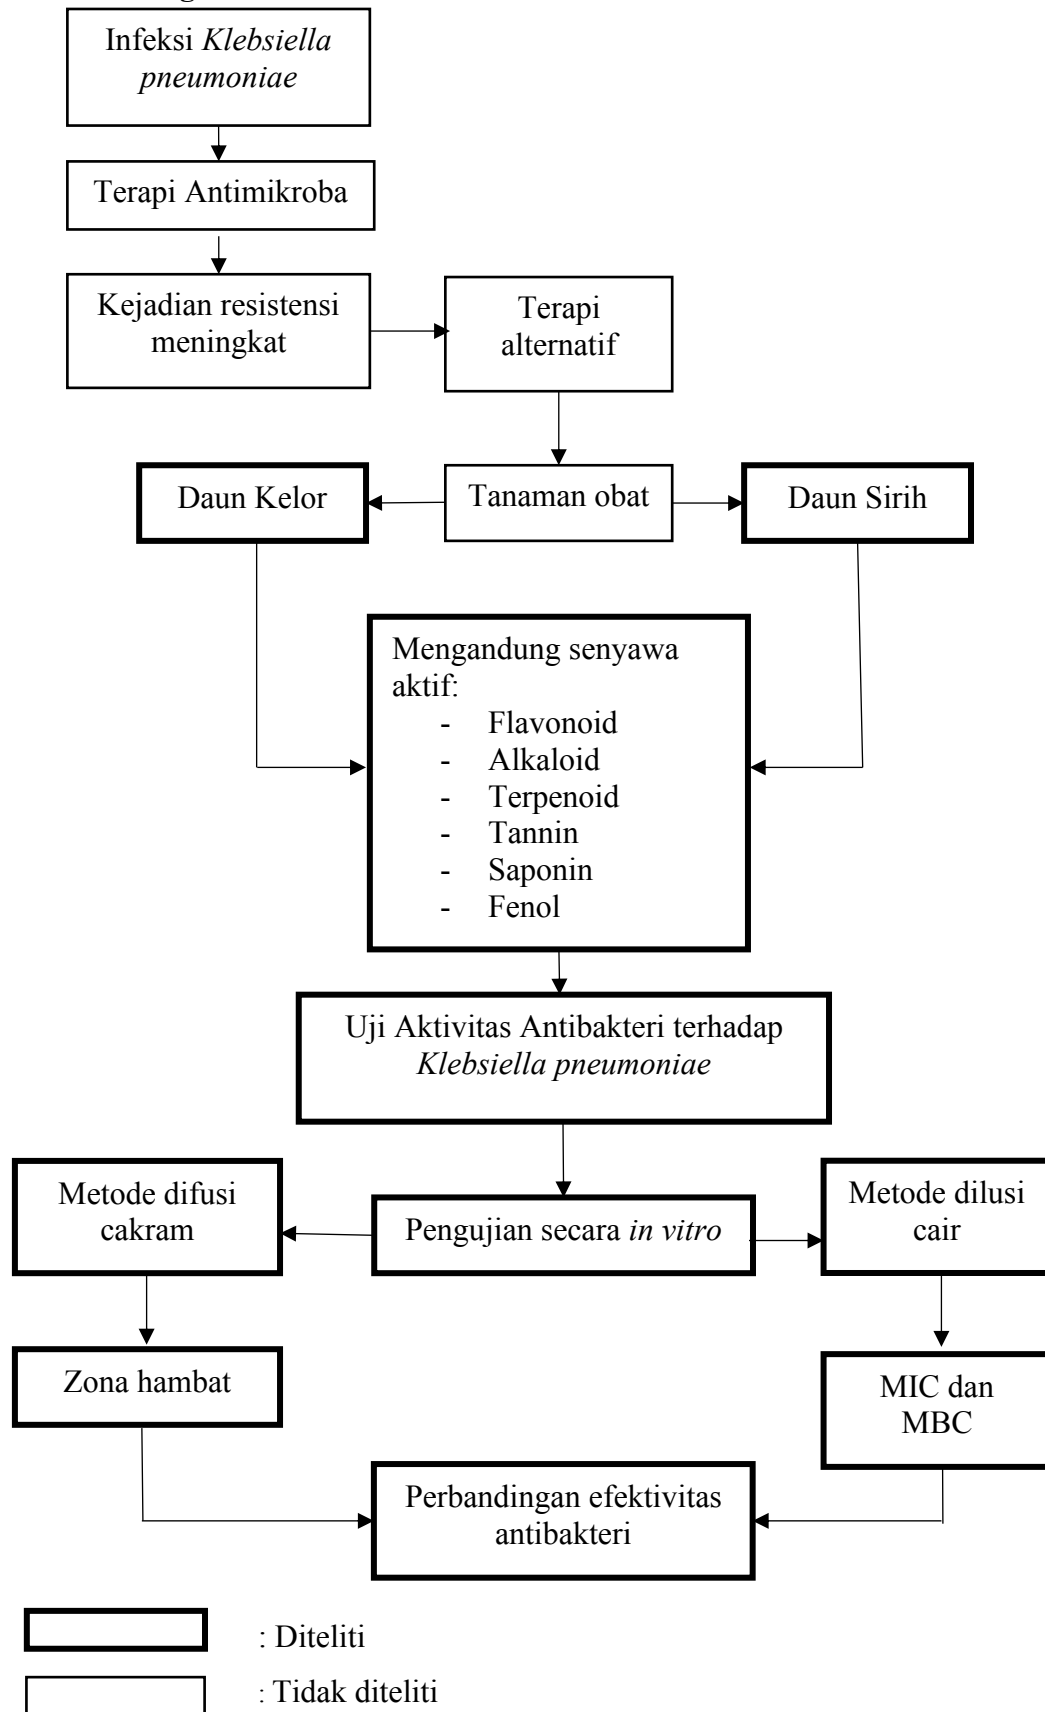 Infeksi Klebsiella
pneumoniae
Terapi Antimikroba
Kejadian resistensi
meningkat
Terapi
alternatif
Daun Kelor
Tanaman obat
Daun Sirih
Mengandung senyawa
aktif:
- Flavonoid
- Alkaloid
- Terpenoid
- Tannin
- Saponin
- Fenol
Uji Aktivitas Antibakteri terhadap
Klebsiella pneumoniae
Metode difusi
cakram
Pengujian secara in vitro
Metode dilusi
cair
Zona hambat
MIC dan
MBC
Perbandingan efektivitas
antibakteri
: Diteliti
: Tidak diteliti